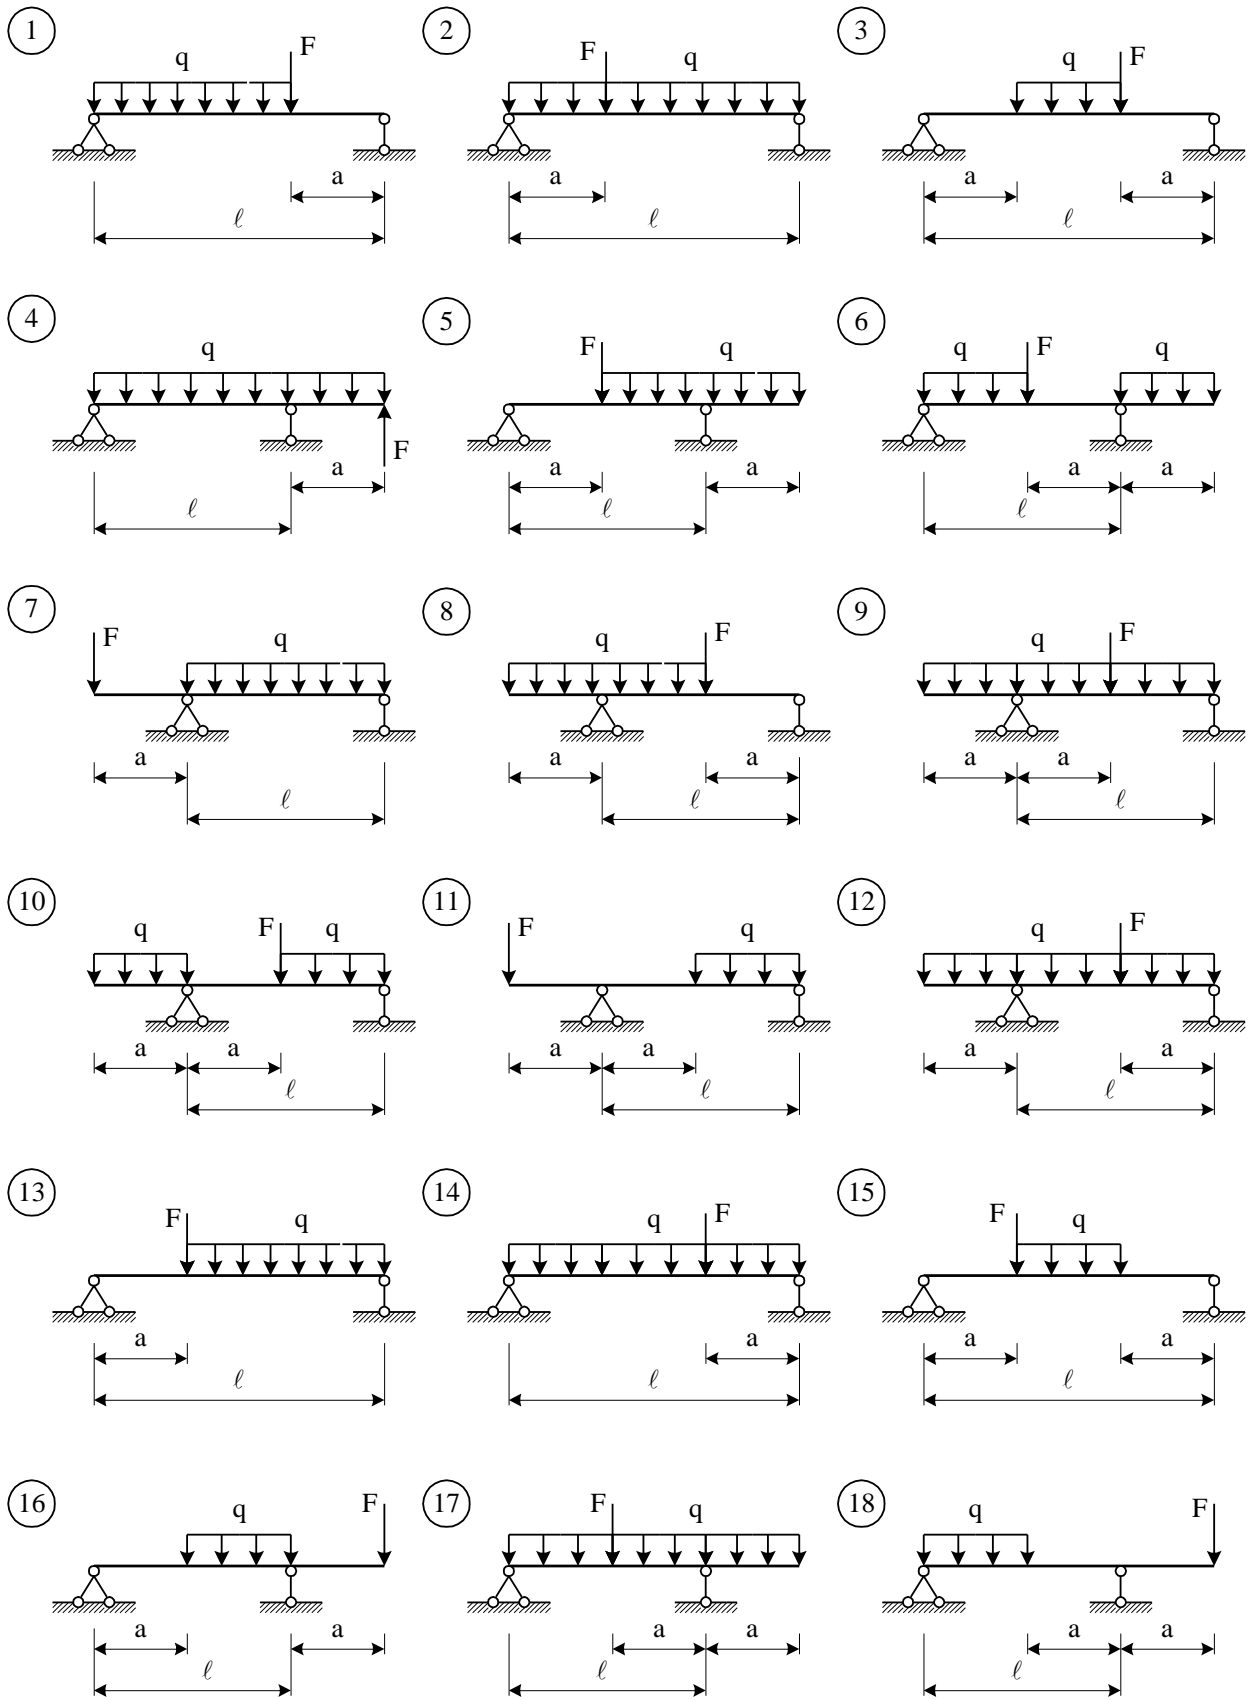 1 2 3
q F F q q F
a a a a
ℓ ℓ ℓ
4 5 6
q F q q F q
F
a a a a a
ℓ ℓ ℓ
7 8 9
F q q F q F
a a a a a
ℓ ℓ ℓ
10 11 12
q F q F q q F
a a a a a a
ℓ ℓ ℓ
13 14 15
F q q F F q
a a a a
ℓ ℓ ℓ
16 17 18
q F F q q F
a a a a a a
ℓ ℓ ℓ